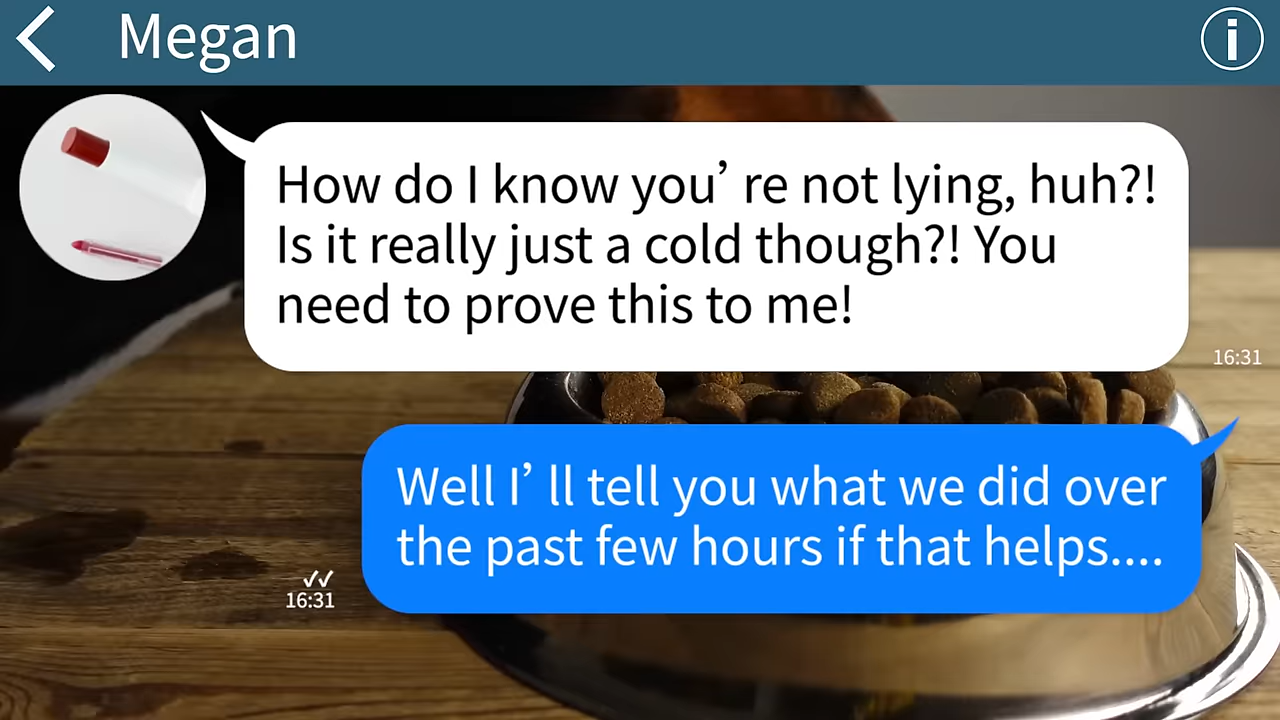 Megan
How do I know you’ re not lying, huh?!
Is it really just a cold though?! You
need to prove this to me!
16:31
Well I’ ll tell you what we did over
the past few hours if that helps....
16:31